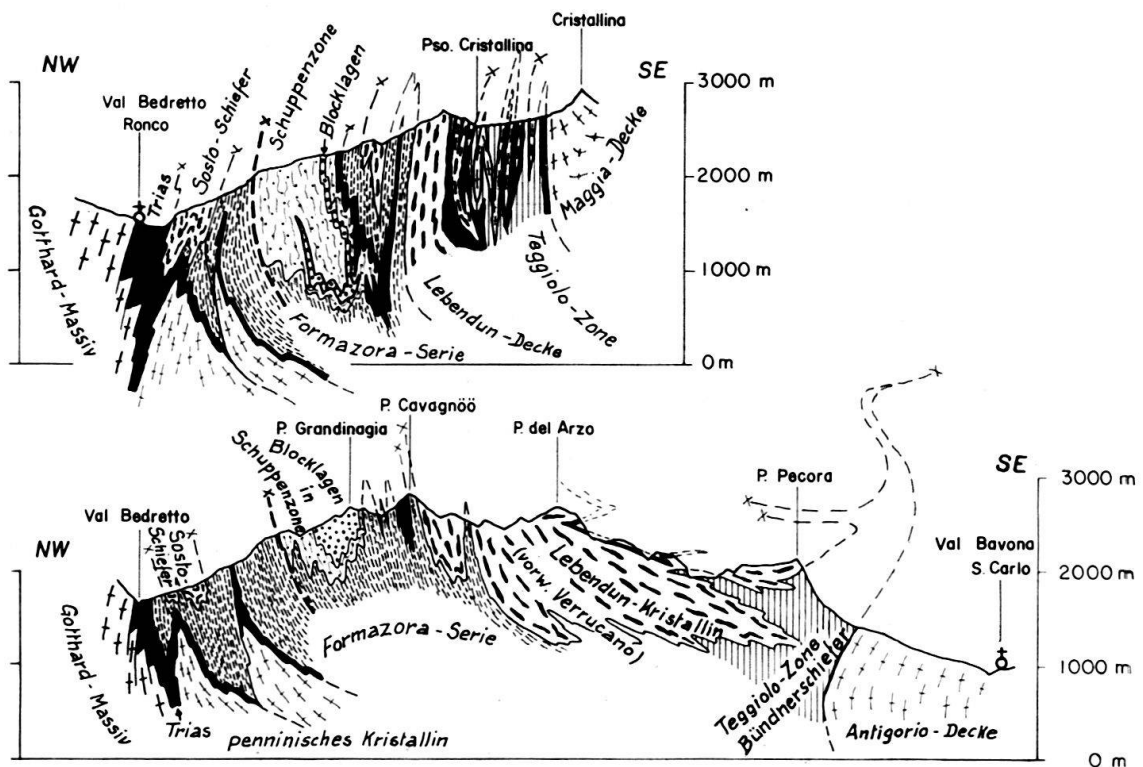 Cristallina
Pso. Cristallina
NW
SE
3000 m
Val Bedretto
Ronco
Trias
Sosto-Schiefer
Schuppenzone
Blocklagen
2000 m
Maggia-Decke
Gotthard-Massiv
1000 m
Teggiolo-Zone
Lebendun-Decke
Formazora-Serie
0 m
P. Cavagnöö
P. Grandinagia
P. del Arzo
Blocklagen
in
Schuppenzone
SE
3000 m
P. Pecora
Val Bedretto
Sosto-
Schiefer
NW
Val Bavona
S. Carlo
2000 m
Lebendun-Kristallin
(vorw. Verrucano)
Formazora-Serie
Gotthard-Massiv
1000 m
Teggiolo-Zone
Bündnerschiefer
Trias
penninisches Kristallin
Antigorio-Decke
0 m